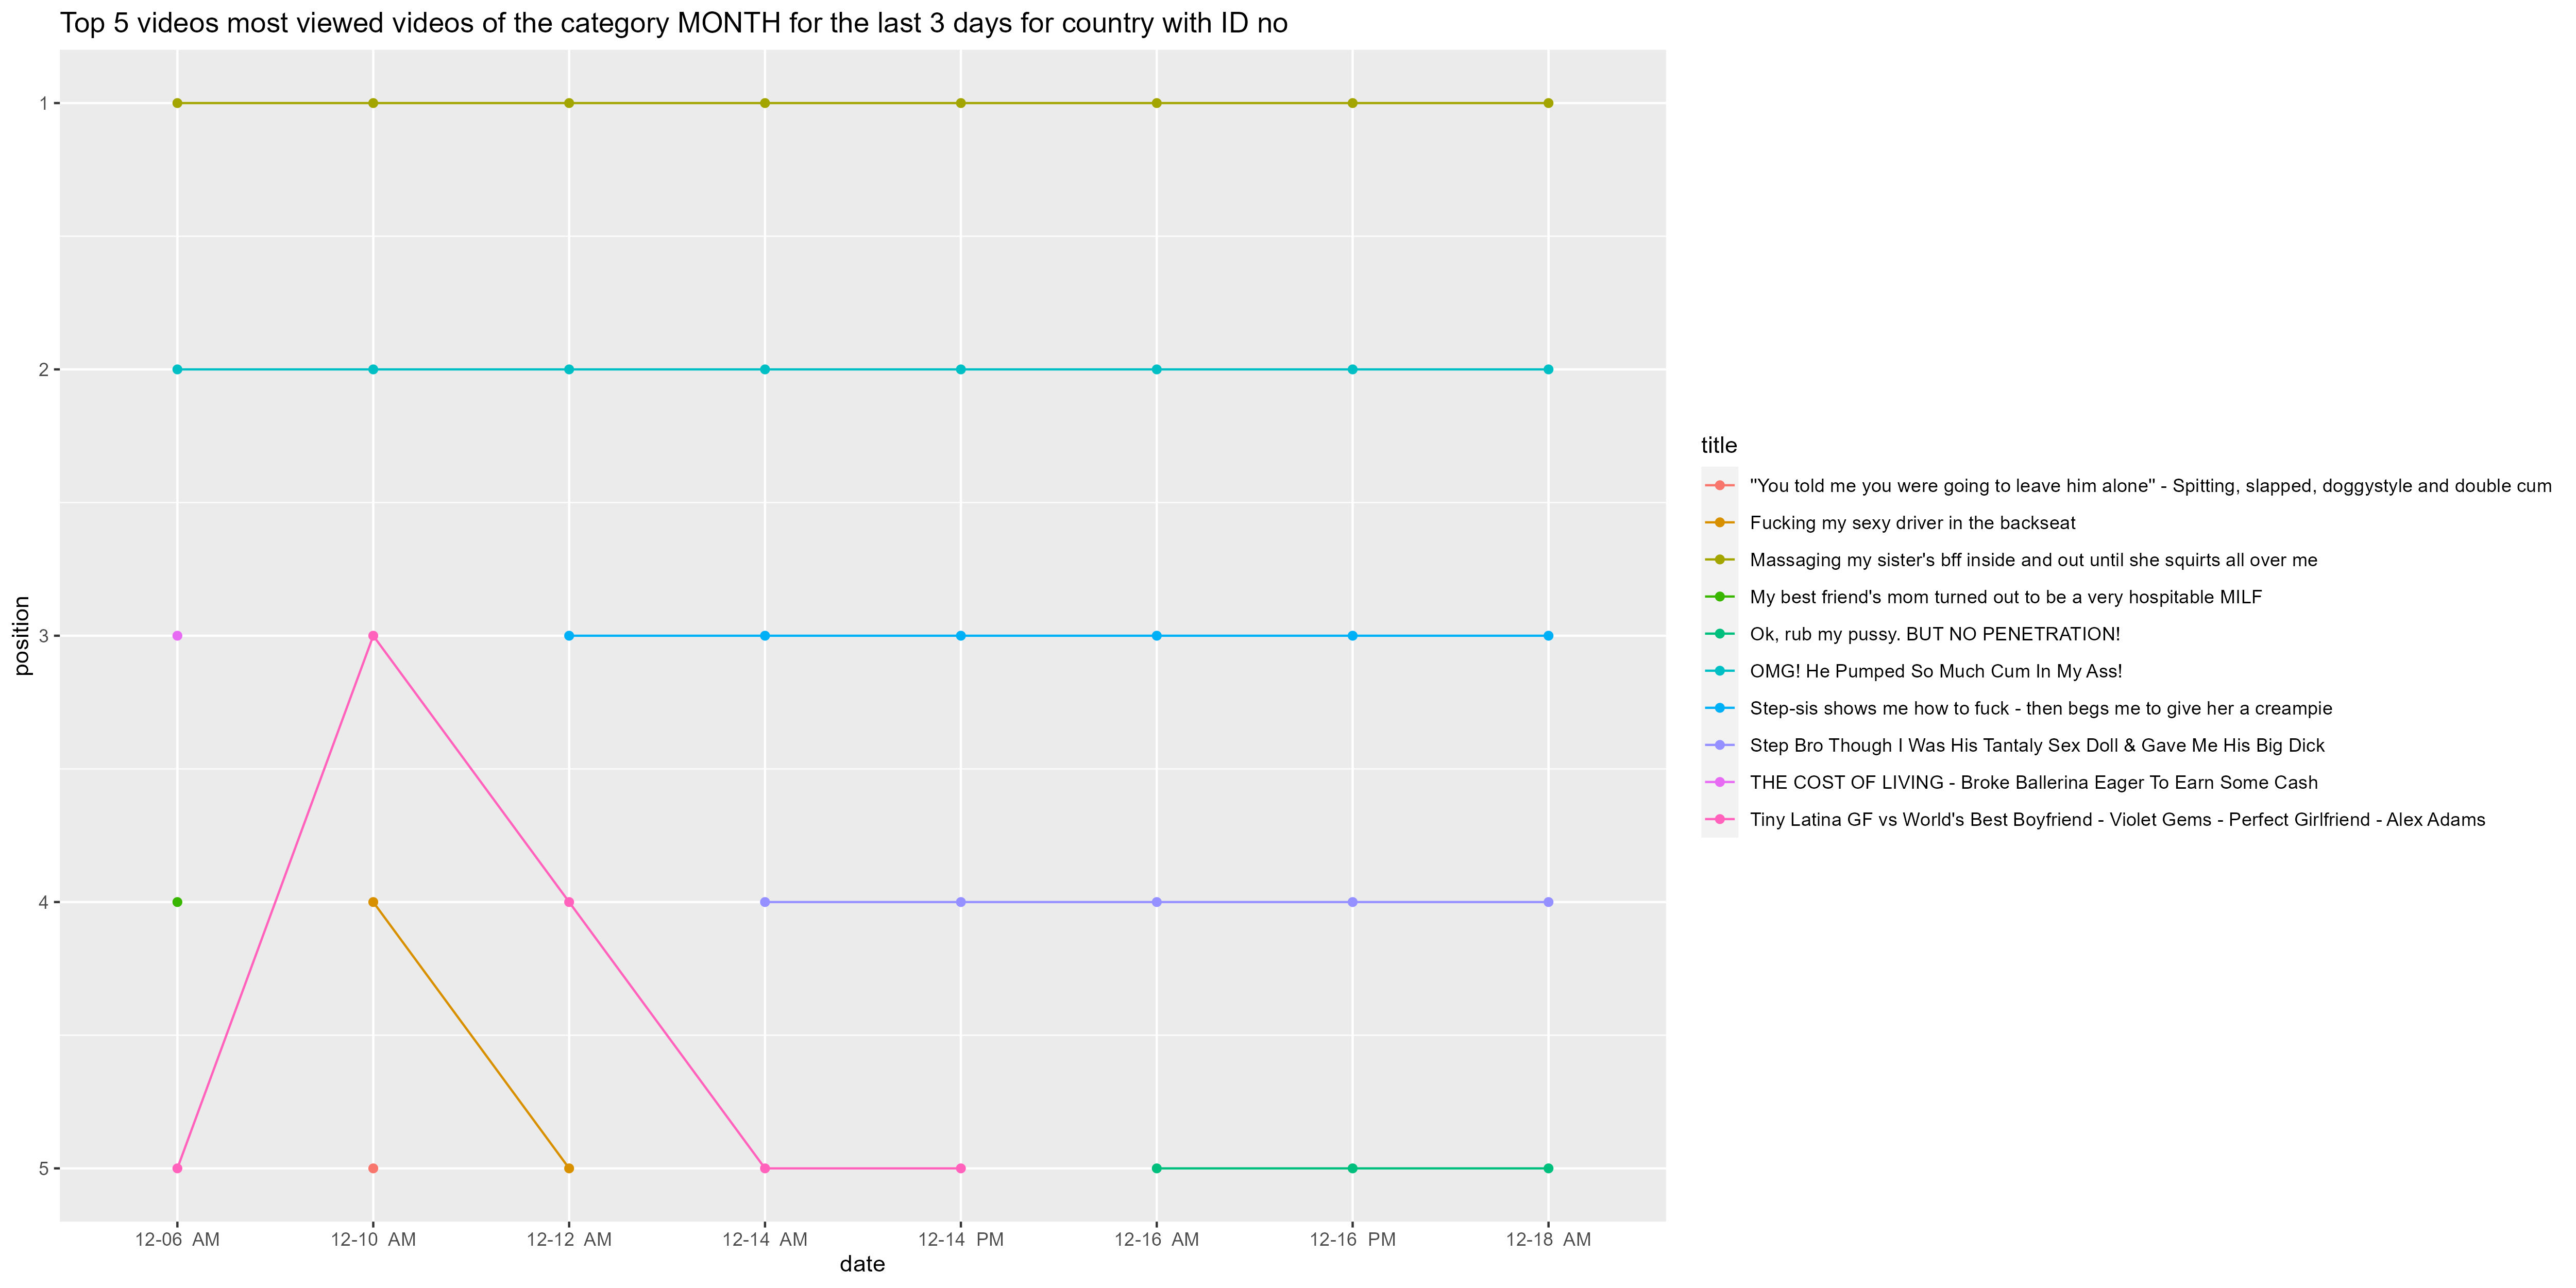 Top 5 videos most viewed videos of the category MONTH for the last 3 days for country with ID no
1
2
3
4
5
position
12-06 AM
12-10 AM
12-12 AM
12-14 AM
12-14 PM
12-16 AM
12-16 PM
12-18 AM
date
title
"You told me you were going to leave him alone" - Spitting, slapped, doggystyle and double cum
Fucking my sexy driver in the backseat
Massaging my sister's bff inside and out until she squirts all over me
My best friend's mom turned out to be a very hospitable MILF
Ok, rub my pussy. BUT NO PENETRATION!
OMG! He Pumped So Much Cum In My Ass!
Step-sis shows me how to fuck - then begs me to give her a creampie
Step Bro Though I Was His Tantaly Sex Doll & Gave Me His Big Dick
THE COST OF LIVING - Broke Ballerina Eager To Earn Some Cash
Tiny Latina GF vs World's Best Boyfriend - Violet Gems - Perfect Girlfriend - Alex Adams